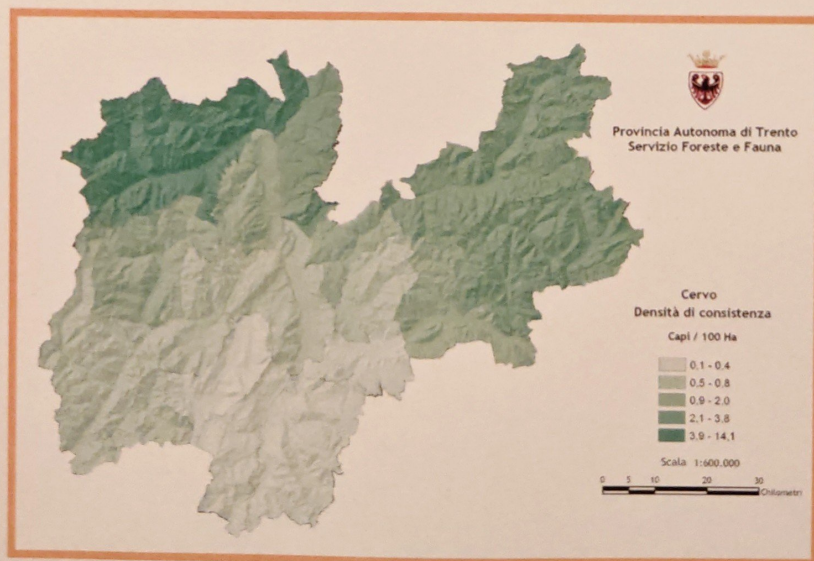 Provincia Autonoma di Trento
Servizio Foreste e Fauna
Cervo
Densità di consistenza
Capi / 100 Ha
0,1 - 0,4
0,5 - 0,8
0,9 - 2,0
2,1 - 3,8
3,9 - 14,1
Scala 1:600.000
0 5 10 20 30
Chilometri